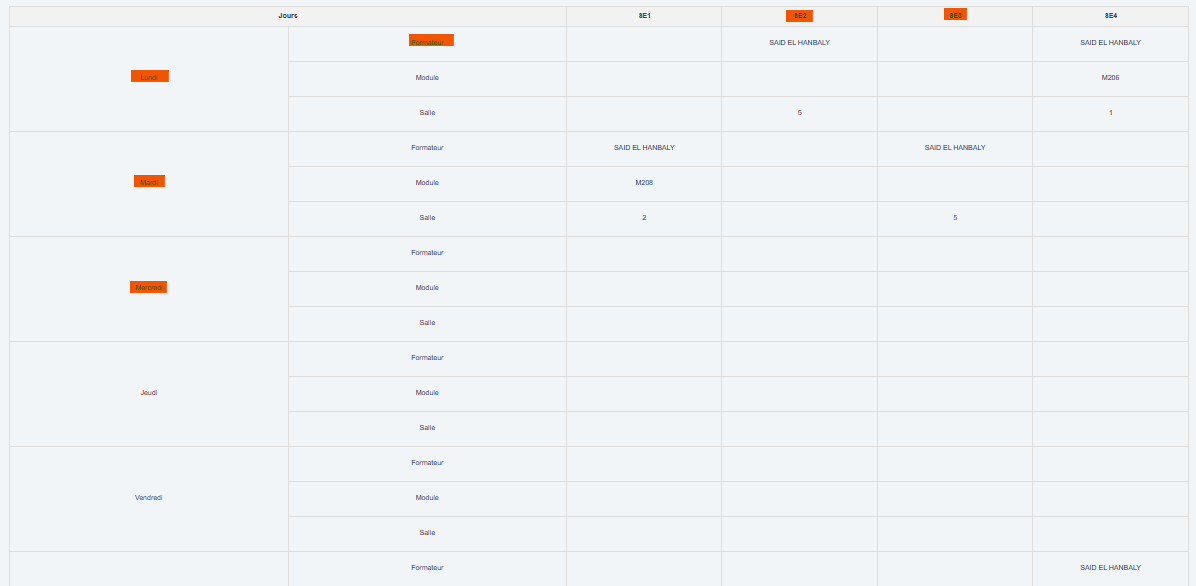 Jours 8E1 8E2 8E3 8E4
Formateur SAID EL HANBALY SAID EL HANBALY
Lundi Module M206
Salle 5 1
Formateur SAID EL HANBALY SAID EL HANBALY
Mardi Module M208
Salle 2 5
Formateur
Mercredi Module
Salle
Formateur
Jeudi Module
Salle
Formateur
Vendredi Module
Salle
Formateur SAID EL HANBALY